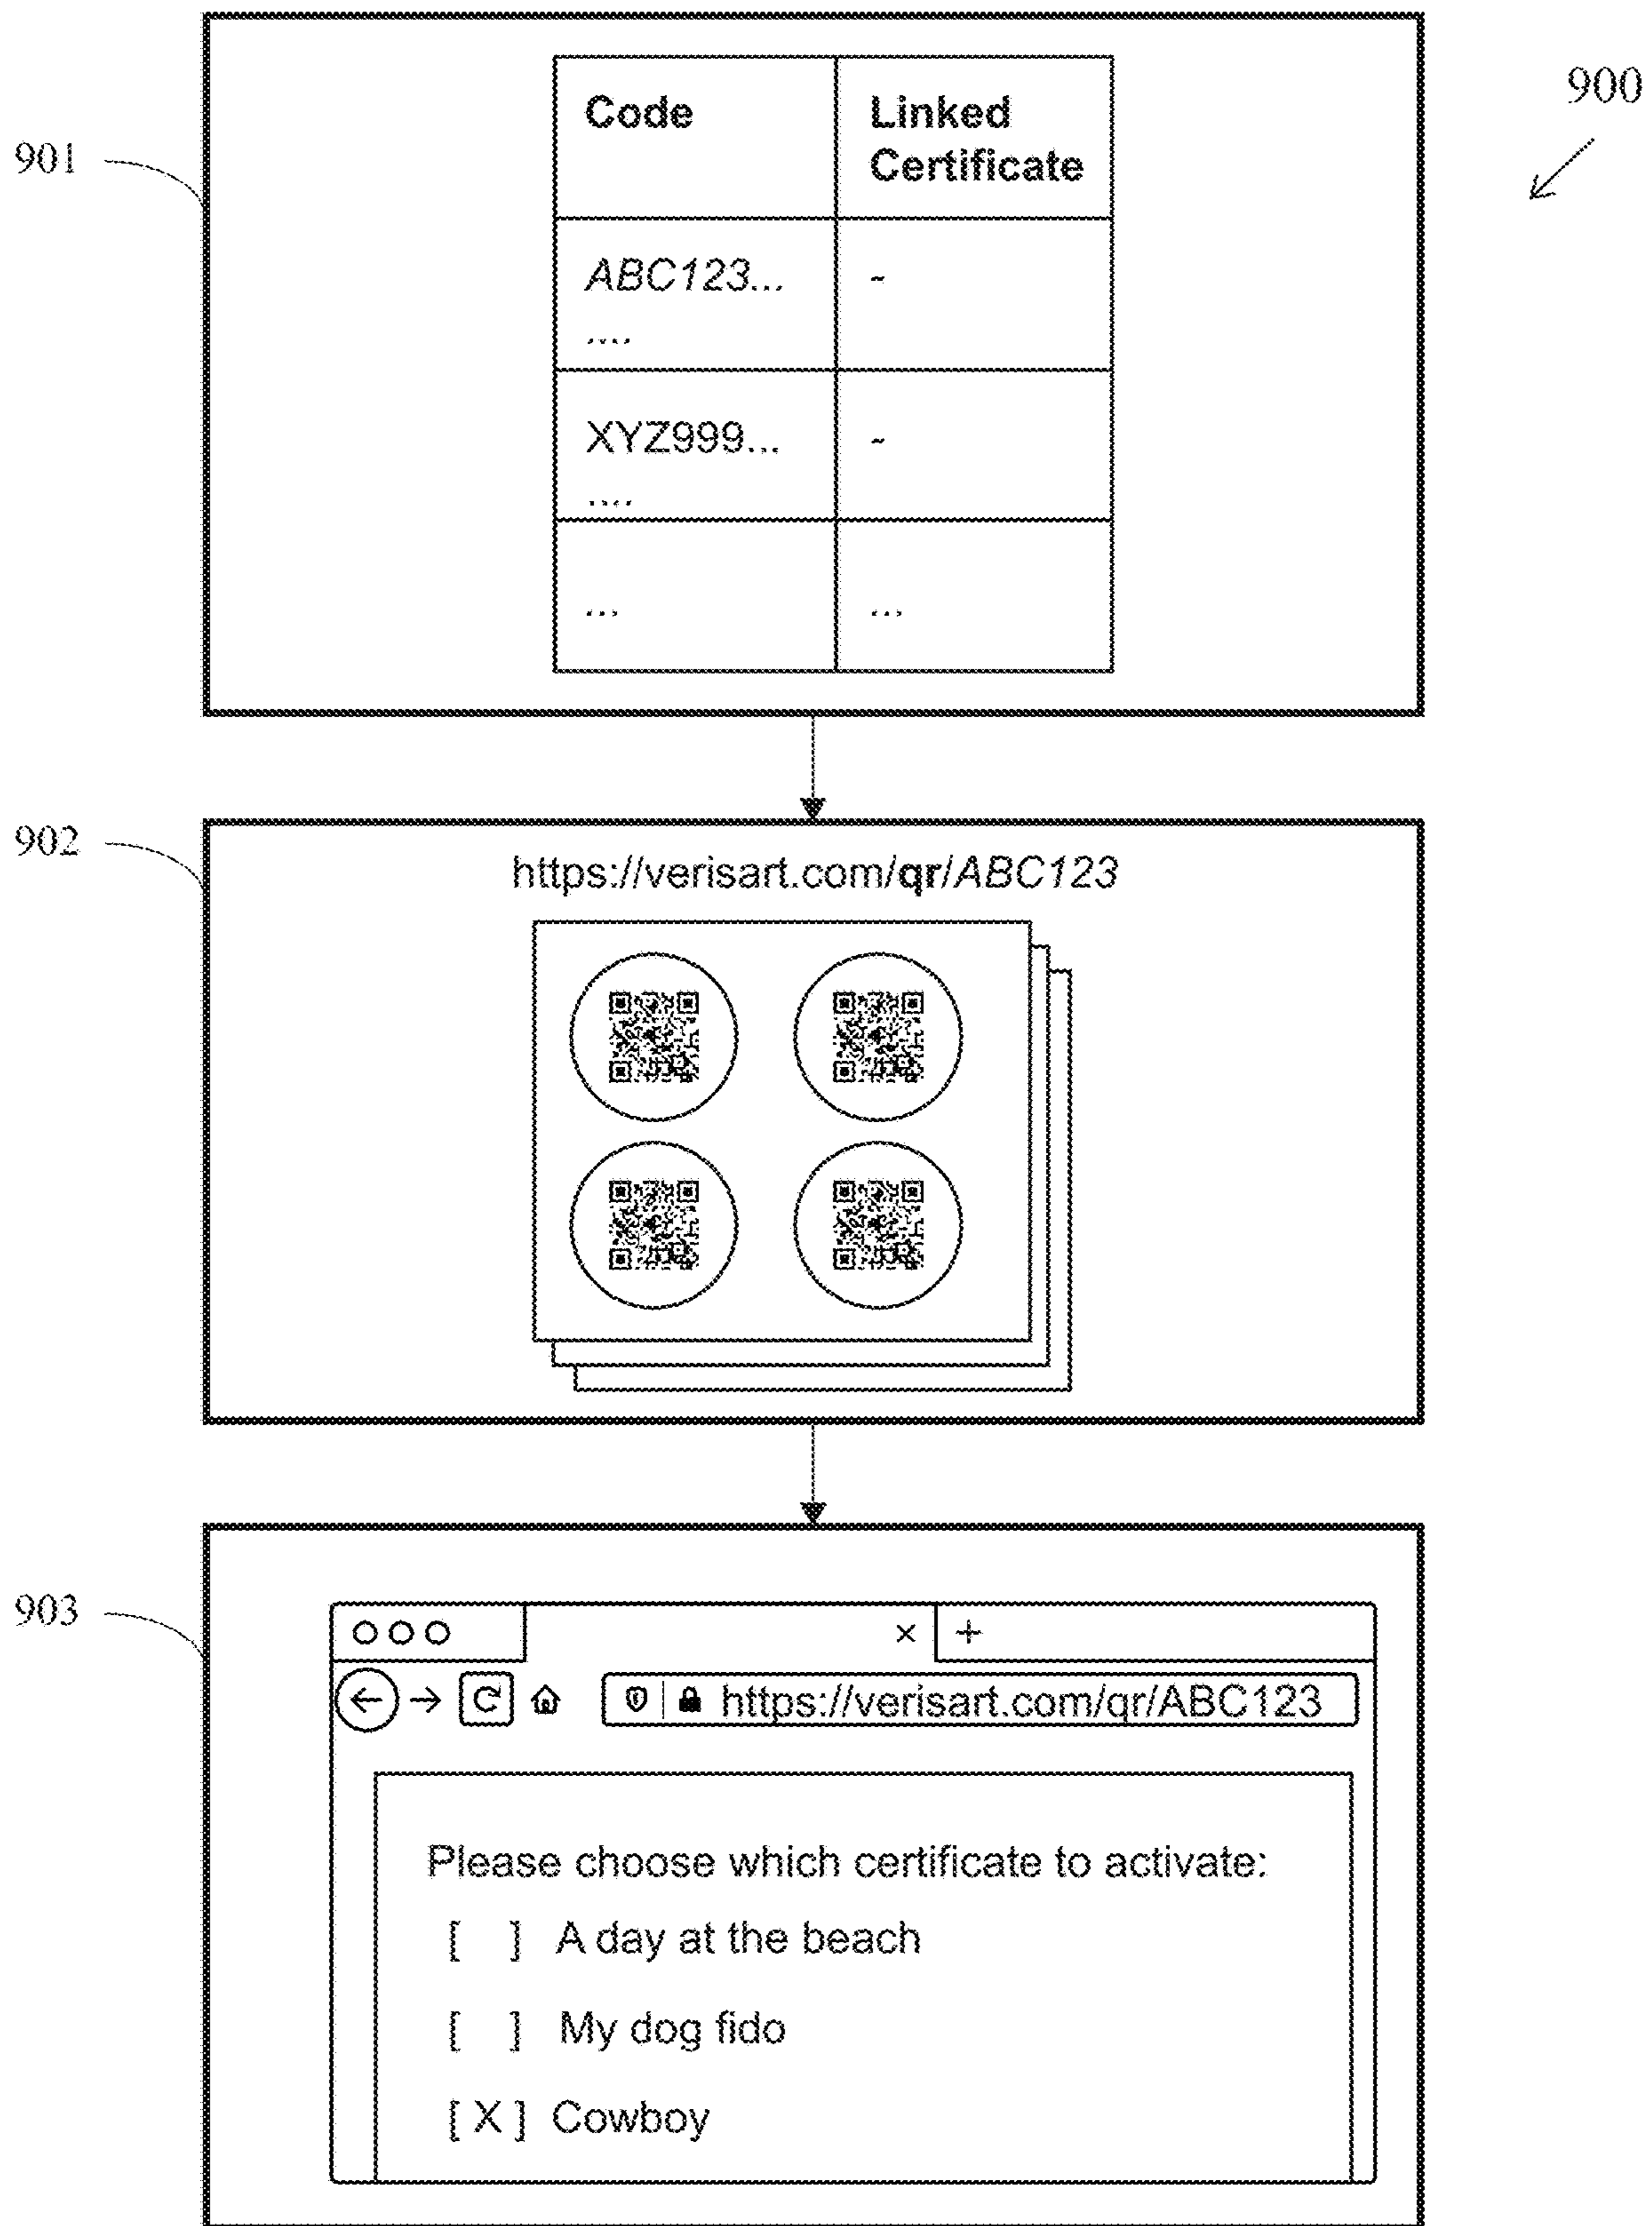 900
901
Code
Linked
Certificate
ABC123...
-
....
XYZ999...
-
....
...
...
902
https://verisart.com/qr/ABC123
903
https://verisart.com/qr/ABC123
Please choose which certificate to activate:
[ ] A day at the beach
[ ] My dog fido
[ X ] Cowboy